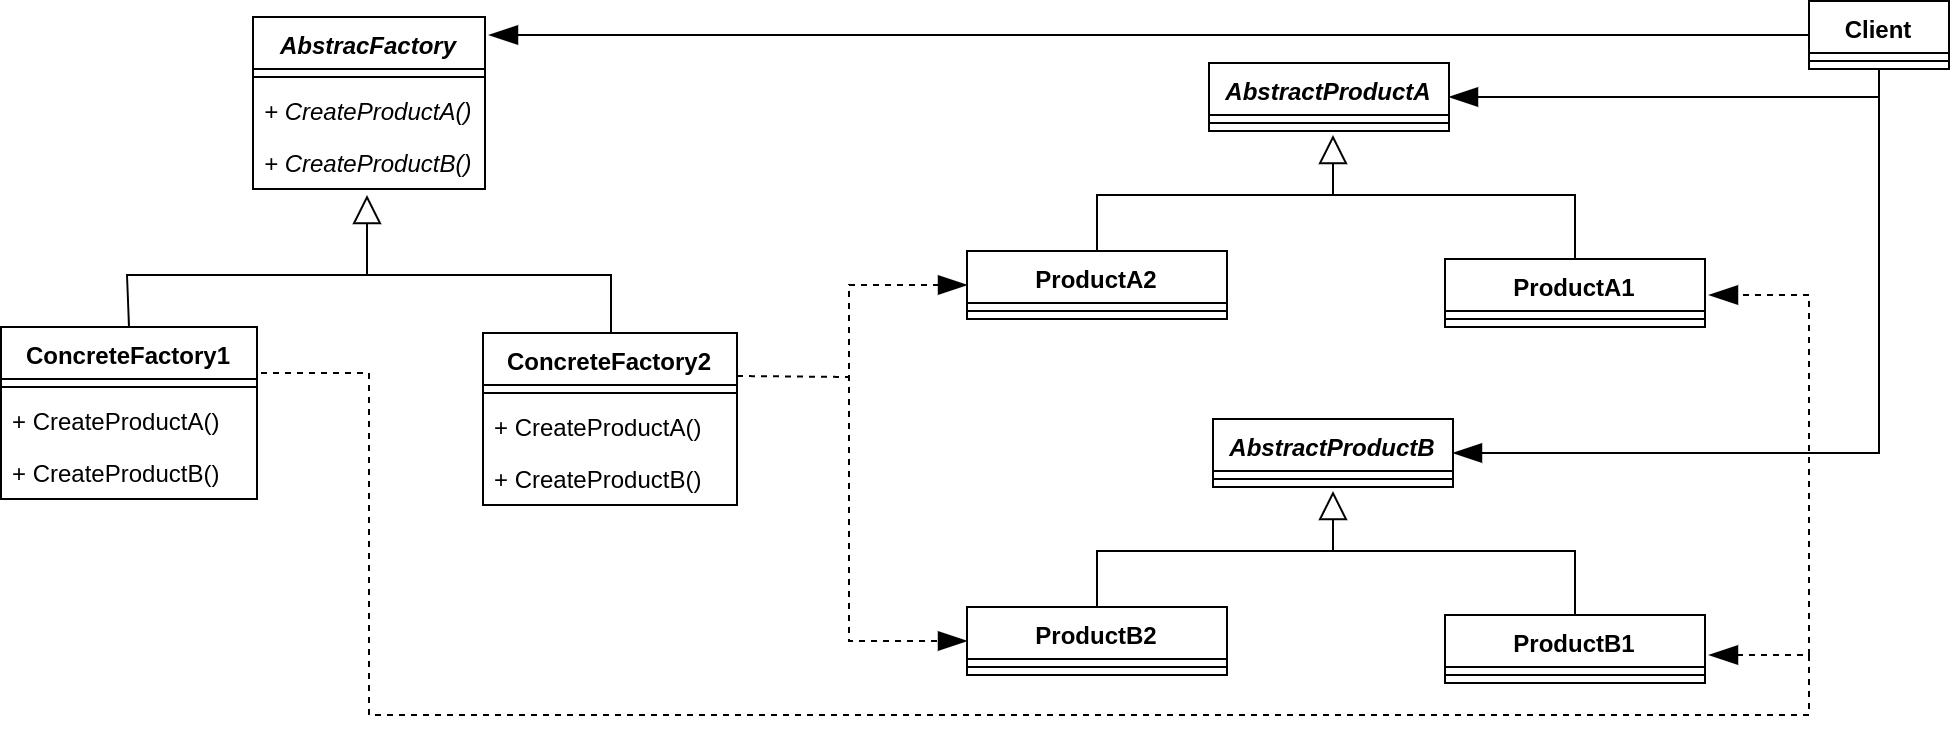 Client
AbstracFactory
+ CreateProductA()
+ CreateProductB()
AbstractProductA
ProductA2
ProductA1
ConcreteFactory1
+ CreateProductA()
+ CreateProductB()
ConcreteFactory2
+ CreateProductA()
+ CreateProductB()
AbstractProductB
ProductB2
ProductB1